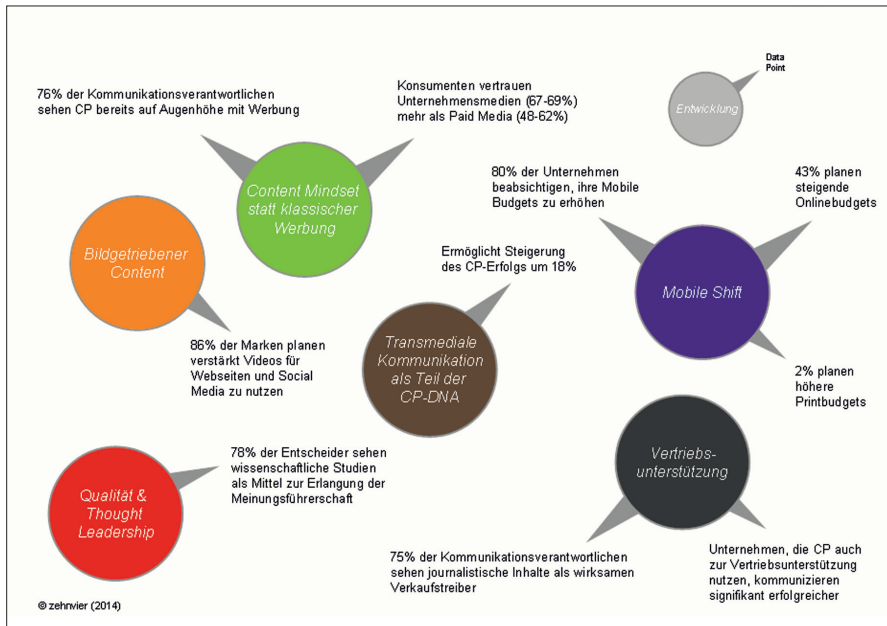 Data
Point
Entwicklung
76% der Kommunikationsverantwortlichen
sehen CP bereits auf Augenhöhe mit Werbung
Konsumenten vertrauen
Unternehmensmedien (67-69%)
mehr als Paid Media (48-62%)
Content Mindset
statt klassischer
Werbung
80% der Unternehmen
beabsichtigen, ihre Mobile
Budgets zu erhöhen
43% planen
steigende
Onlinebudgets
Mobile Shift
2% planen
höhere
Printbudgets
Bildgetriebener
Content
86% der Marken planen
verstärkt Videos für
Webseiten und Social
Media zu nutzen
Ermöglicht Steigerung
des CP-Erfolgs um 18%
Transmediale
Kommunikation
als Teil der
CP-DNA
78% der Entscheider sehen
wissenschaftliche Studien
als Mittel zur Erlangung der
Meinungsführerschaft
Qualität &
Thought
Leadership
Vertriebs-
unterstützung
75% der Kommunikationsverantwortlichen
sehen journalistische Inhalte als wirksamen
Verkaufstreiber
Unternehmen, die CP auch
zur Vertriebsunterstützung
nutzen, kommunizieren
signifikant erfolgreicher
© zehnvier (2014)